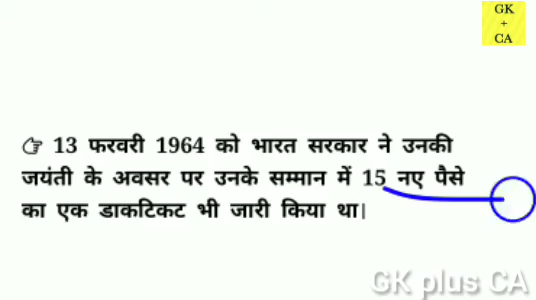 GK
+
CA
👉 13 फरवरी 1964 को भारत सरकार ने उनकी
जयंती के अवसर पर उनके सम्मान में 15 नए पैसे
का एक डाकटिकट भी जारी किया था|
GK plus CA